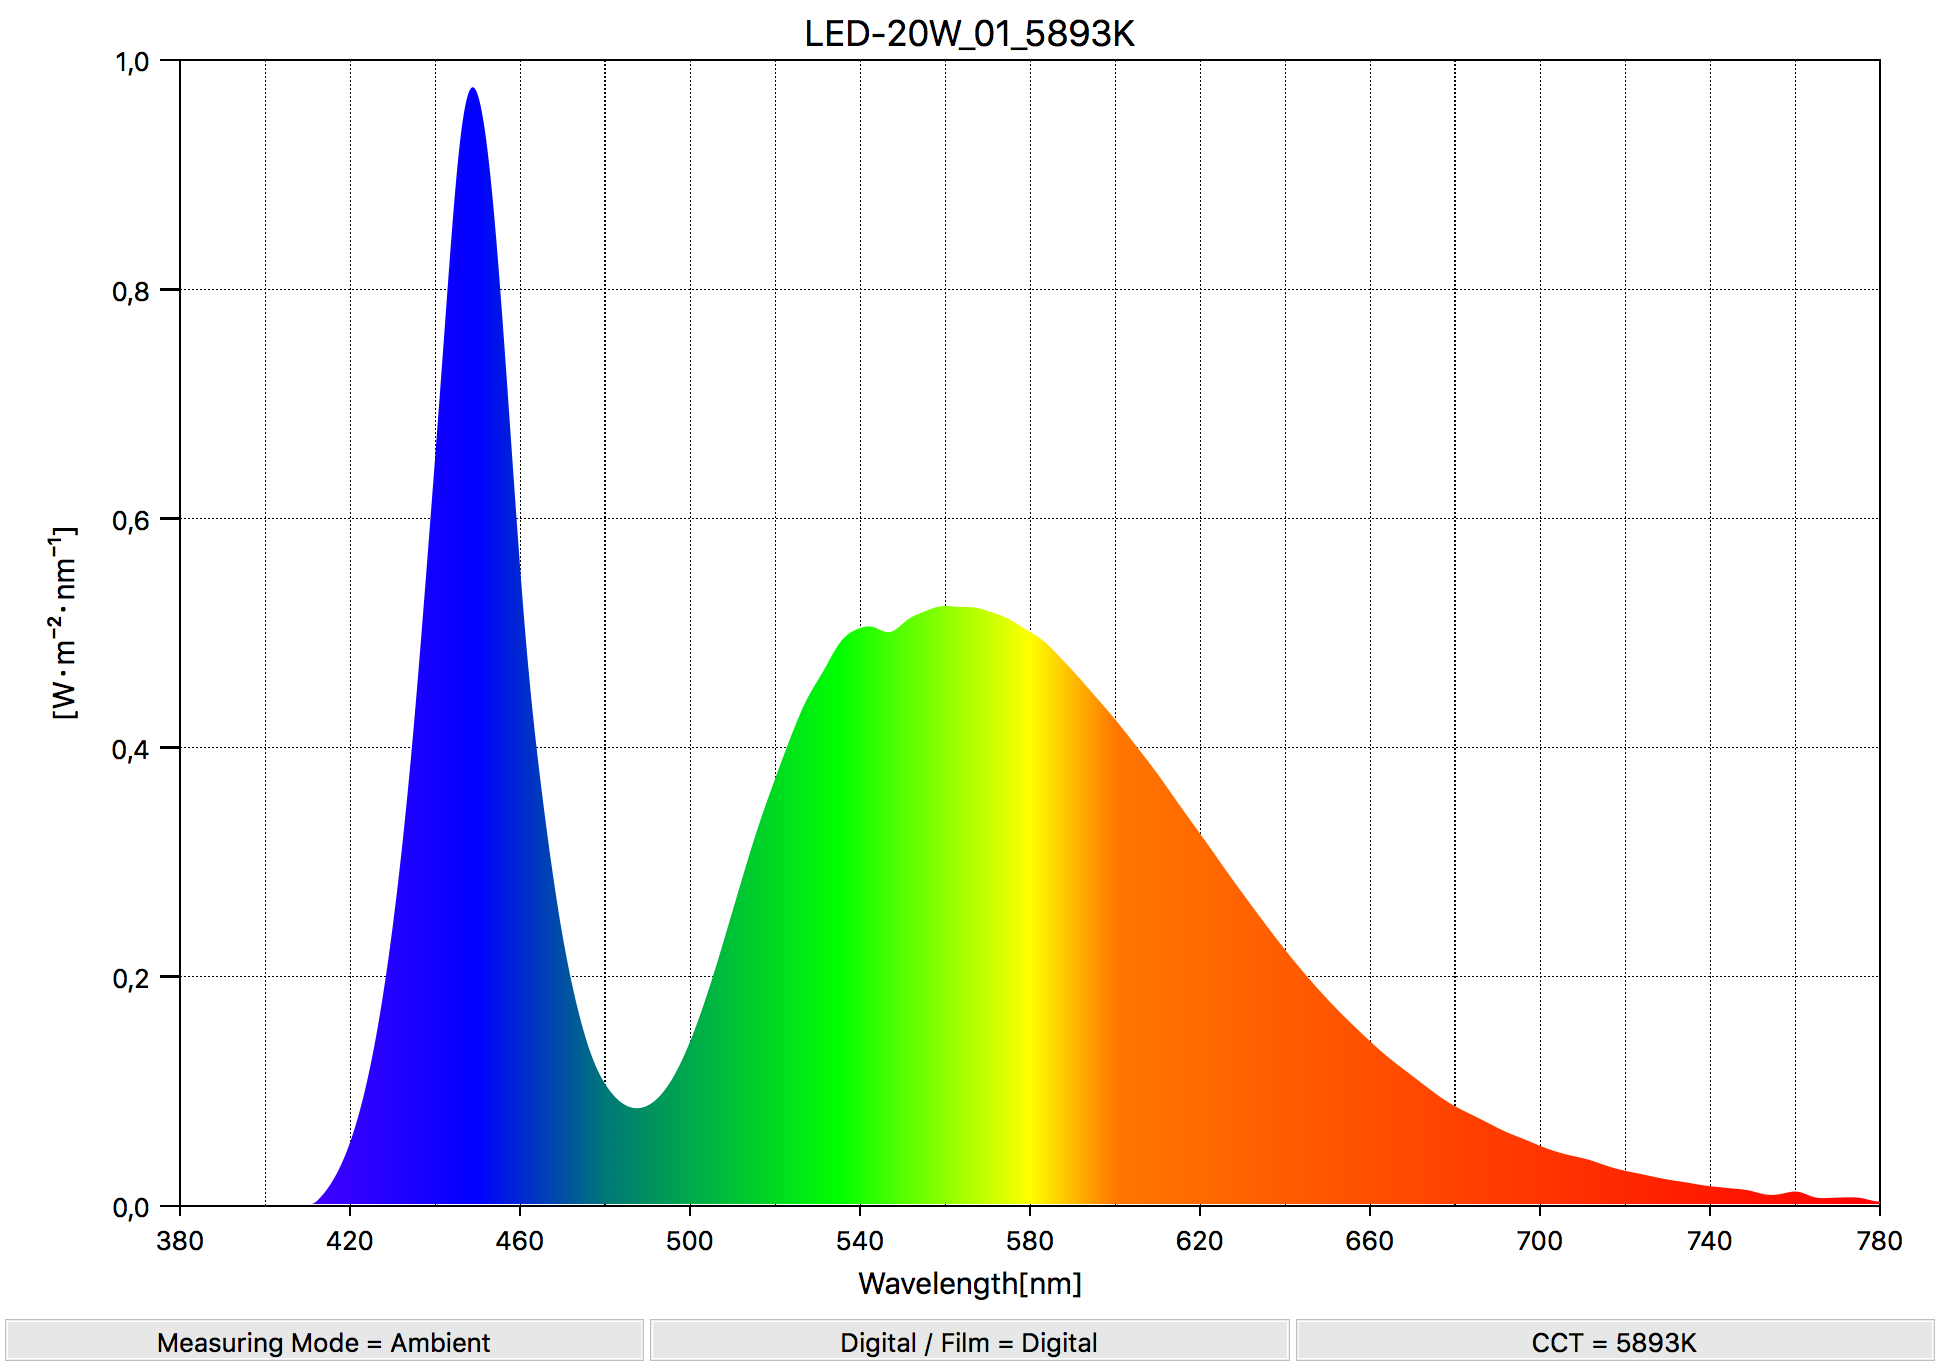 LED-20W_01_5893K
1,0
0,8
0,6
0,4
0,2
0,0
[W·m⁻²·nm⁻¹]
380 420 460 500 540 580 620 660 700 740 780
Wavelength[nm]
Measuring Mode = Ambient
Digital / Film = Digital
CCT = 5893K